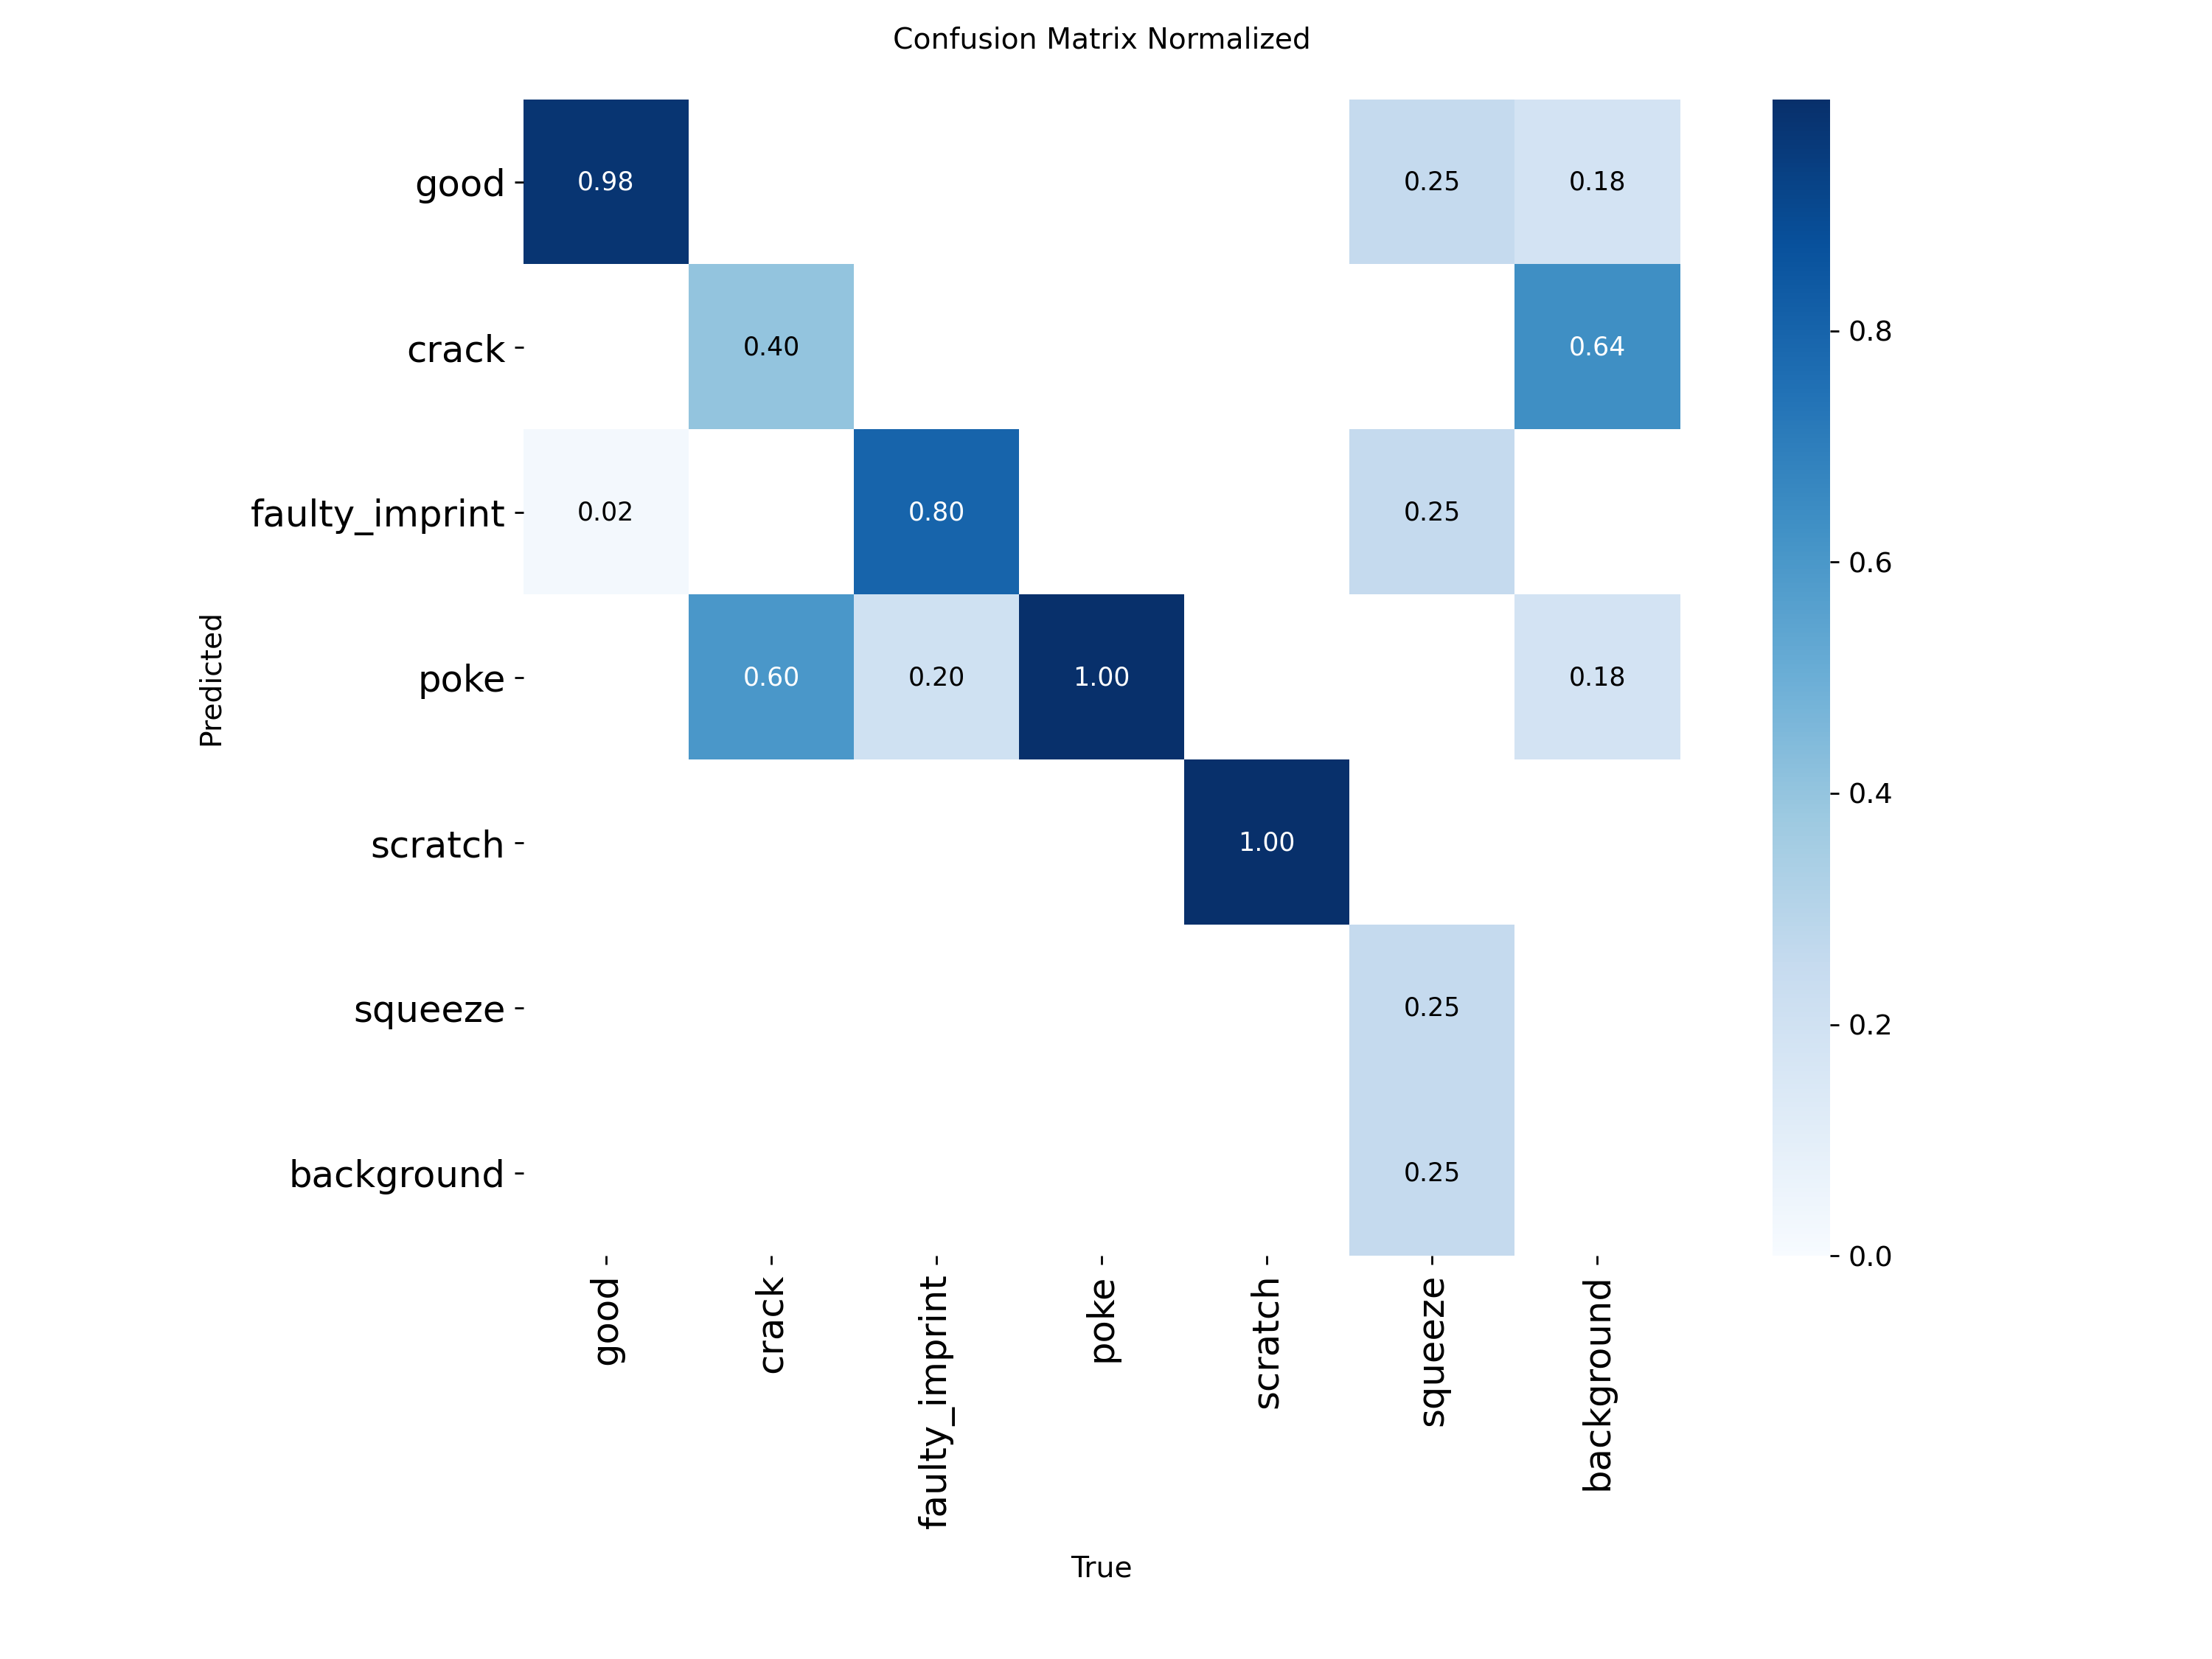 Confusion Matrix Normalized
good
0.98
0.25
0.18
crack
0.40
0.64
0.8
faulty_imprint
0.02
0.80
0.25
0.6
Predicted
poke
0.60
0.20
1.00
0.18
0.4
scratch
1.00
squeeze
0.25
0.2
background
0.25
0.0
good
crack
faulty_imprint
poke
scratch
squeeze
background
True